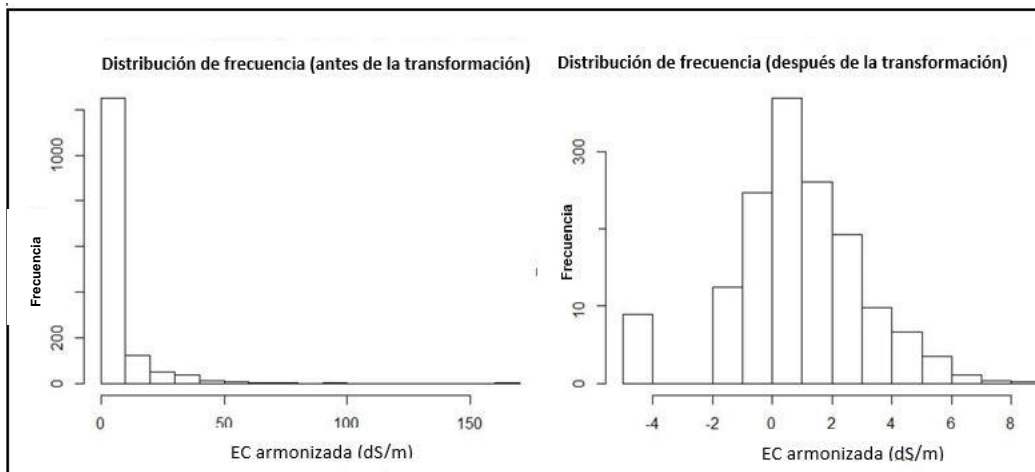 Distribución de frecuencia (antes de la transformación)
Frecuencia
1000
200
0
0
50
100
150
EC armonizada (dS/m)
Distribución de frecuencia (después de la transformación)
Frecuencia
300
10
0
-4
-2
0
2
4
6
8
EC armonizada (dS/m)